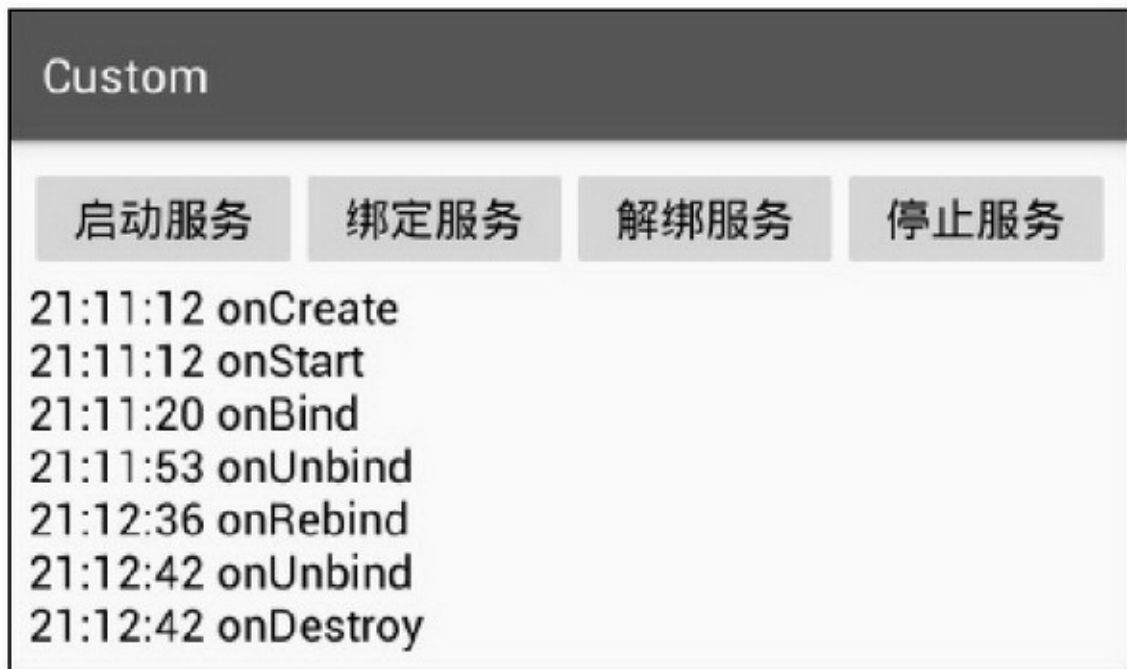 Custom
启动服务 绑定服务 解绑服务 停止服务
21:11:12 onCreate
21:11:12 onStart
21:11:20 onBind
21:11:53 onUnbind
21:12:36 onRebind
21:12:42 onUnbind
21:12:42 onDestroy